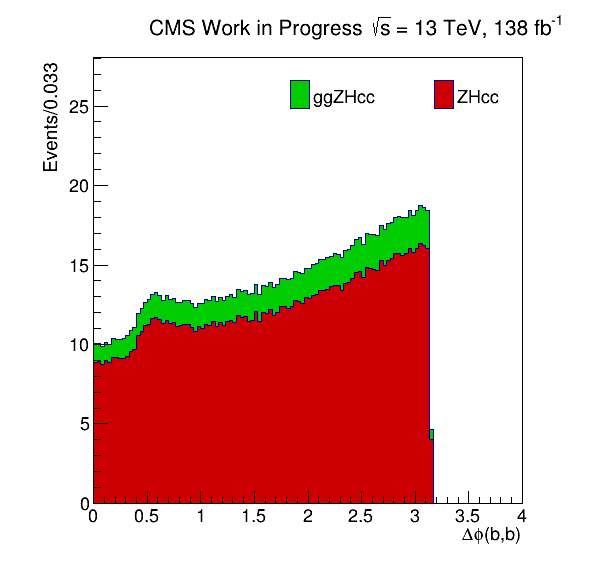 CMS Work in Progress √s = 13 TeV, 138 fb⁻¹
Events/0.033
ggZHcc ZHcc
25
20
15
10
5
0
0 0.5 1 1.5 2 2.5 3 3.5 4
Δϕ(b,b)